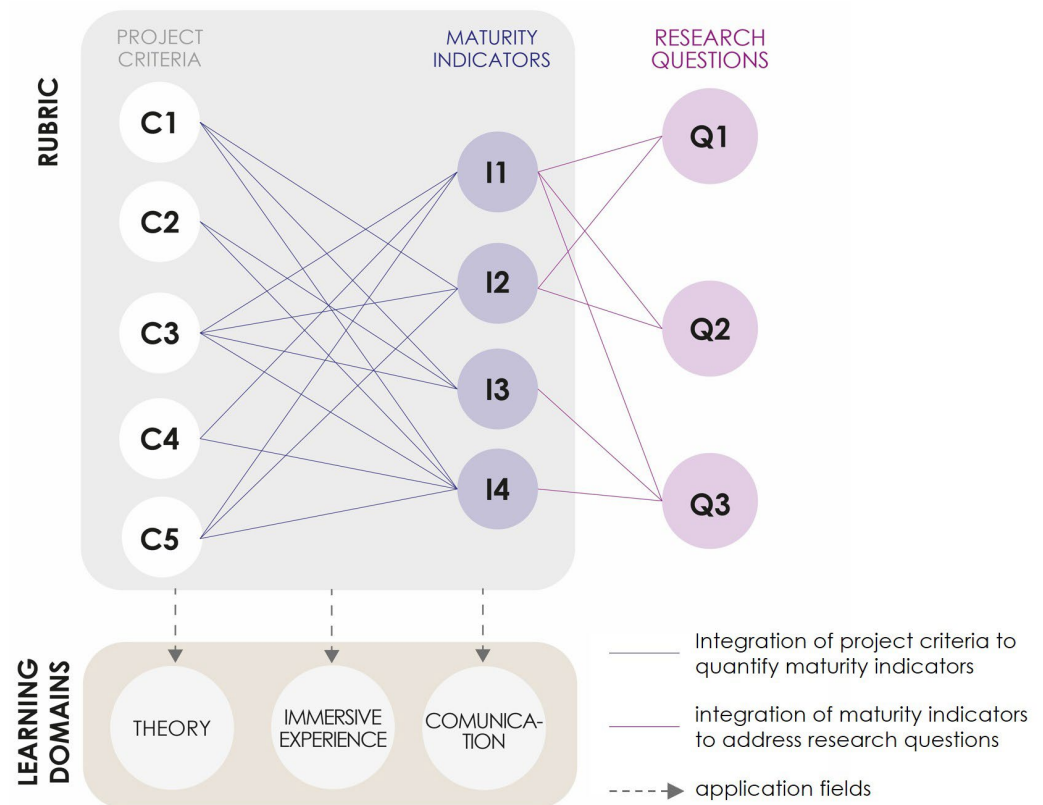 PROJECT
CRITERIA
MATURITY
INDICATORS
RESEARCH
QUESTIONS
RUBRIC
C1
C2
C3
C4
C5
I1
I2
I3
I4
Q1
Q2
Q3
LEARNING
DOMAINS
THEORY
IMMERSIVE
EXPERIENCE
COMUNICA-
TION
Integration of project criteria to
quantify maturity indicators
integration of maturity indicators
to address research questions
application fields